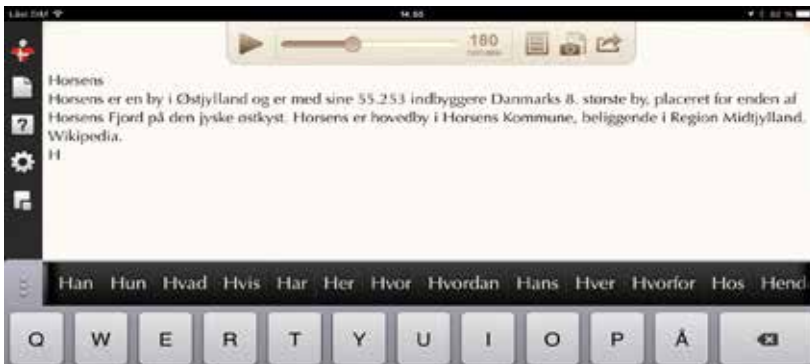 14.50
180
Horsens
Horsens er en by i Østjylland og er med sine 55.253 indbyggere Danmarks 8. største by, placeret for enden af
Horsens Fjord på den jyske østkyst. Horsens er hovedby i Horsens Kommune, beliggende i Region Midtjylland.
Wikipedia.
H
?
Han Hun Hvad Hvis Har Her Hvor Hvordan Hans Hver Hvorfor Hos Hend
Q W E R T Y U I O P Å